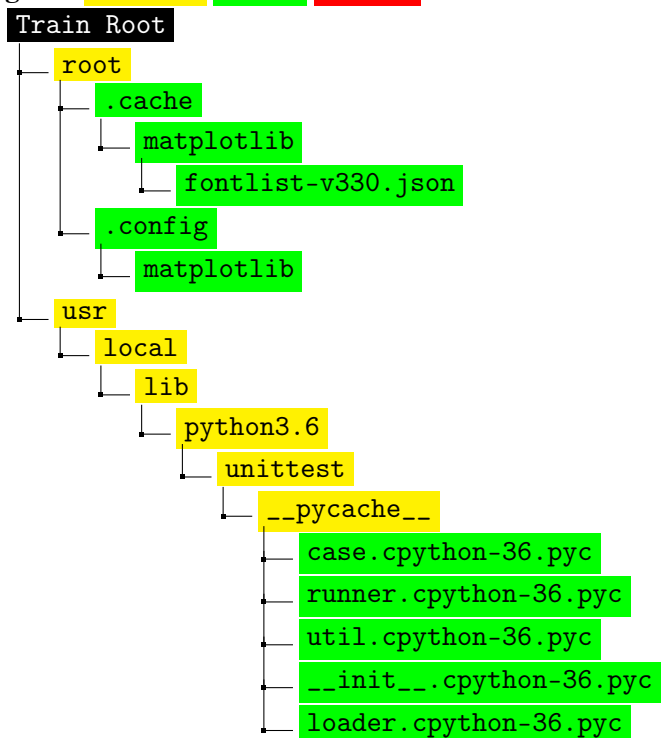 Train Root
root
.cache
matplotlib
fontlist-v330.json
.config
matplotlib
usr
local
lib
python3.6
unittest
__pycache__
case.cpython-36.pyc
runner.cpython-36.pyc
util.cpython-36.pyc
__init__.cpython-36.pyc
loader.cpython-36.pyc